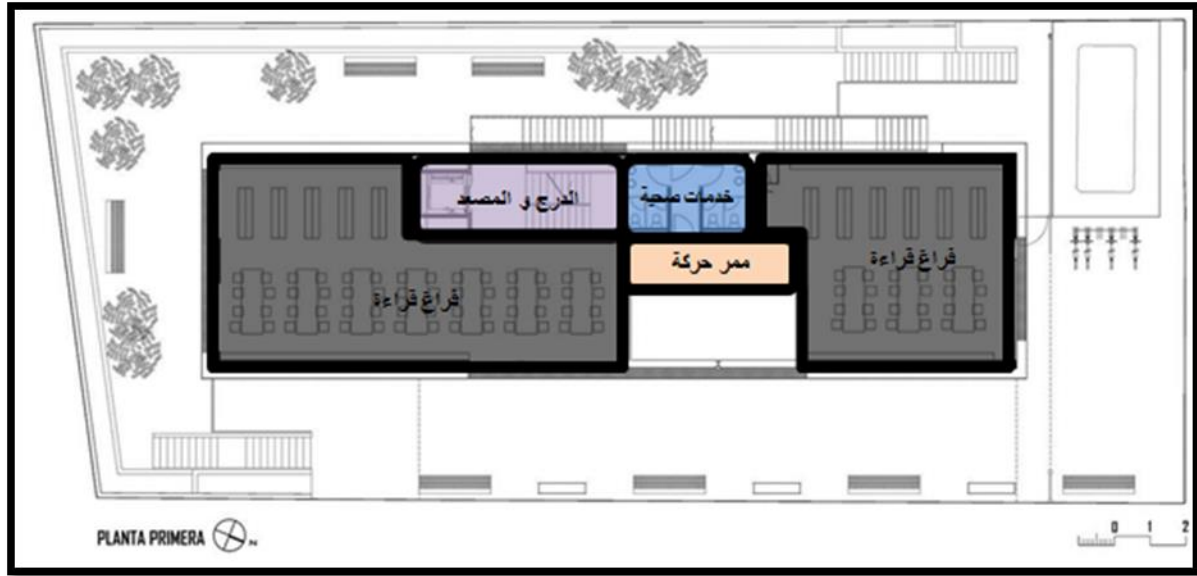 الدرج و المصعد
خدمات صحية
ممر حركة
فراغ قراءة
فراغ قراءة
PLANTA PRIMERA
N
0 1 2